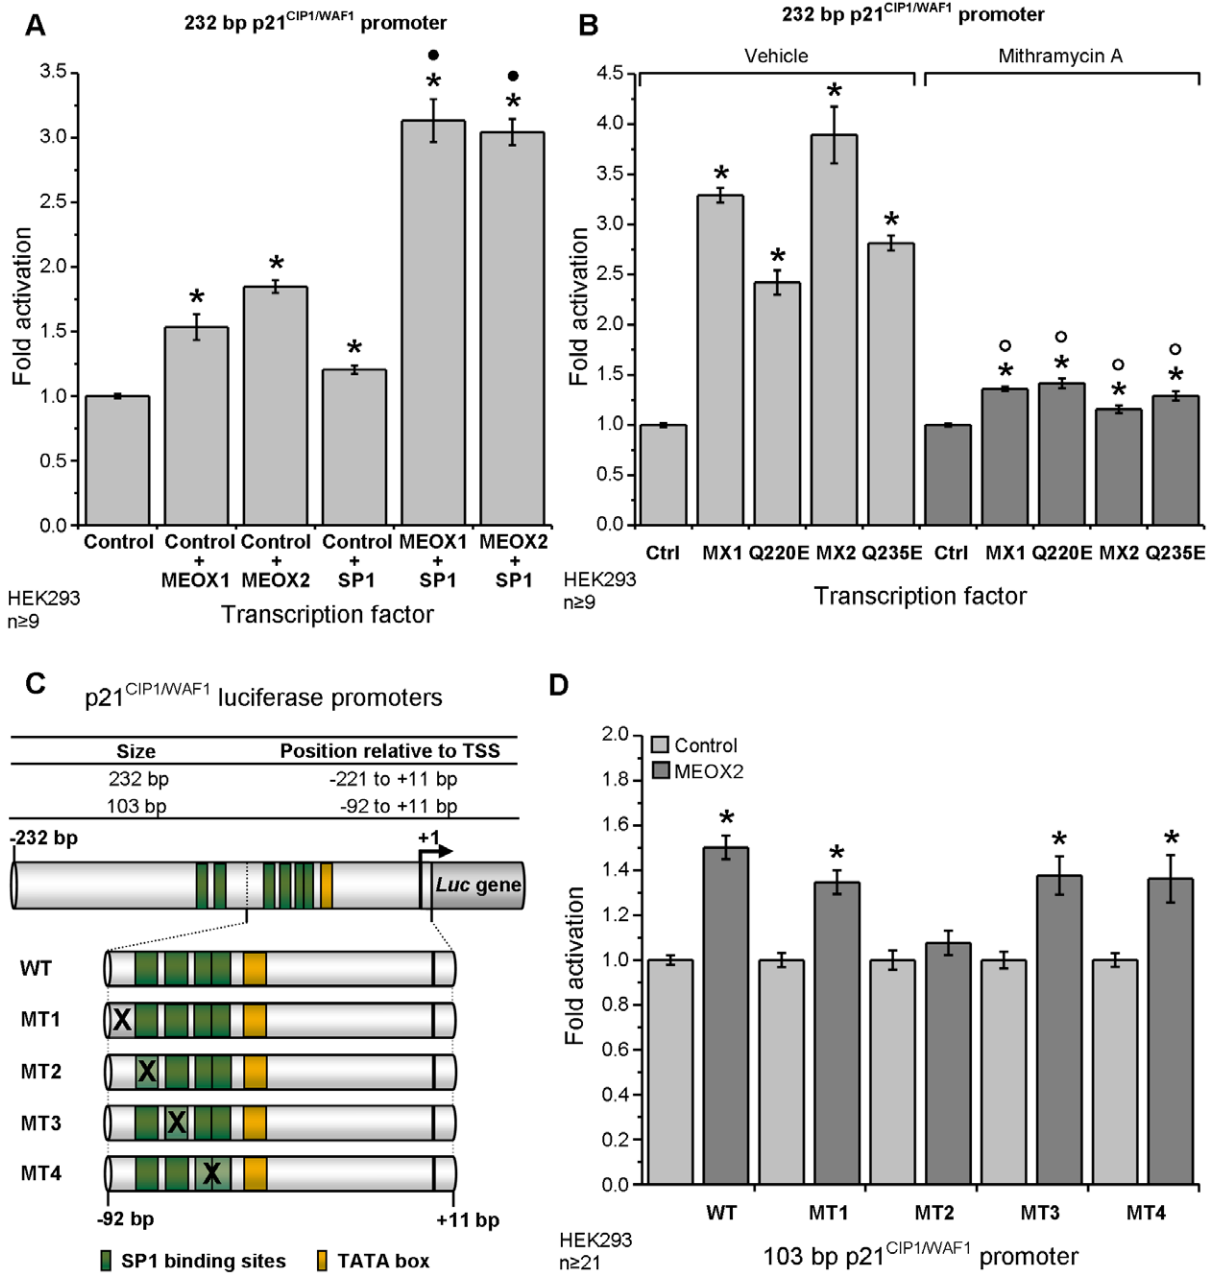 A
232 bp p21CIP1/WAF1 promoter
3.5
3.0
2.5
2.0
1.5
1.0
0.5
0.0
Fold activation
* * * * *
Control
Control + MEOX1
Control + MEOX2
Control + SP1
MEOX1 + SP1
MEOX2 + SP1
HEK293
n≥9
Transcription factor
B
232 bp p21CIP1/WAF1 promoter
Vehicle
Mithramycin A
4.5
4.0
3.5
3.0
2.5
2.0
1.5
1.0
0.5
0.0
Fold activation
* * * * * * * *
Ctrl MX1 Q220E MX2 Q235E Ctrl MX1 Q220E MX2 Q235E
HEK293
n≥9
Transcription factor
C
p21CIP1/WAF1 luciferase promoters
Size Position relative to TSS
232 bp -221 to +11 bp
103 bp -92 to +11 bp
-232 bp +1
Luc gene
WT
MT1 X
MT2 X
MT3 X
MT4 X
-92 bp +11 bp
SP1 binding sites TATA box
D
2.0
1.8
1.6
1.4
1.2
1.0
0.8
0.6
0.4
0.2
0.0
Fold activation
Control
MEOX2
* * * *
WT MT1 MT2 MT3 MT4
HEK293
n≥21
103 bp p21CIP1/WAF1 promoter